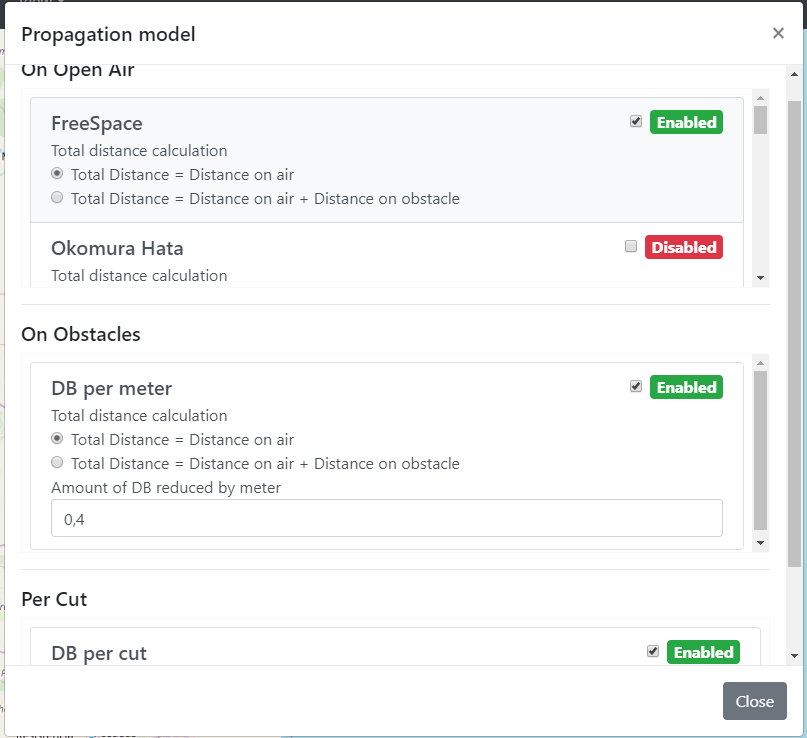 Propagation model
×
On Open Air
FreeSpace
Enabled
Total distance calculation
Total Distance = Distance on air
Total Distance = Distance on air + Distance on obstacle
Okomura Hata
Disabled
Total distance calculation
On Obstacles
DB per meter
Enabled
Total distance calculation
Total Distance = Distance on air
Total Distance = Distance on air + Distance on obstacle
Amount of DB reduced by meter
0,4
Per Cut
DB per cut
Enabled
Close